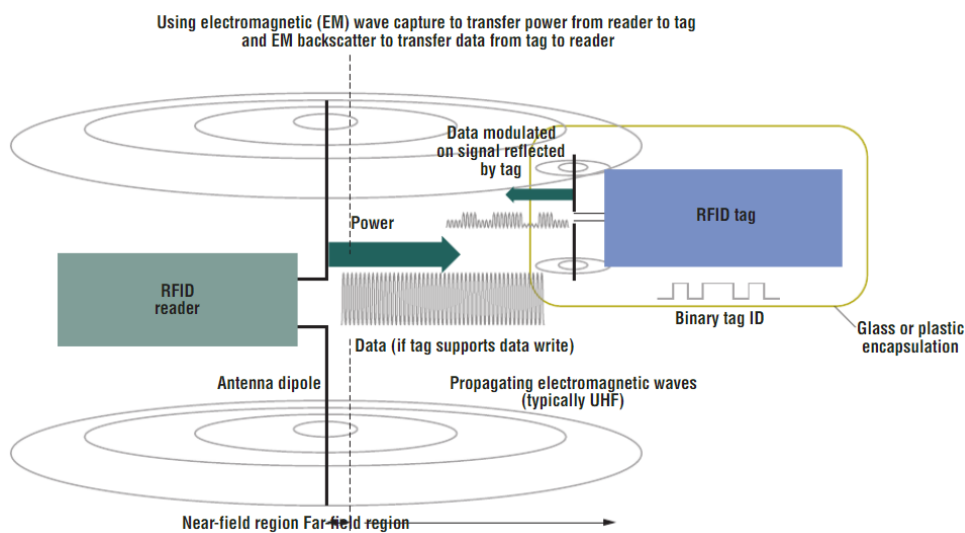 Using electromagnetic (EM) wave capture to transfer power from reader to tag
and EM backscatter to transfer data from tag to reader
Data modulated
on signal reflected
by tag
Power
RFID tag
RFID
reader
Binary tag ID
Glass or plastic
encapsulation
Data (if tag supports data write)
Antenna dipole
Propagating electromagnetic waves
(typically UHF)
Near-field region Far-field region